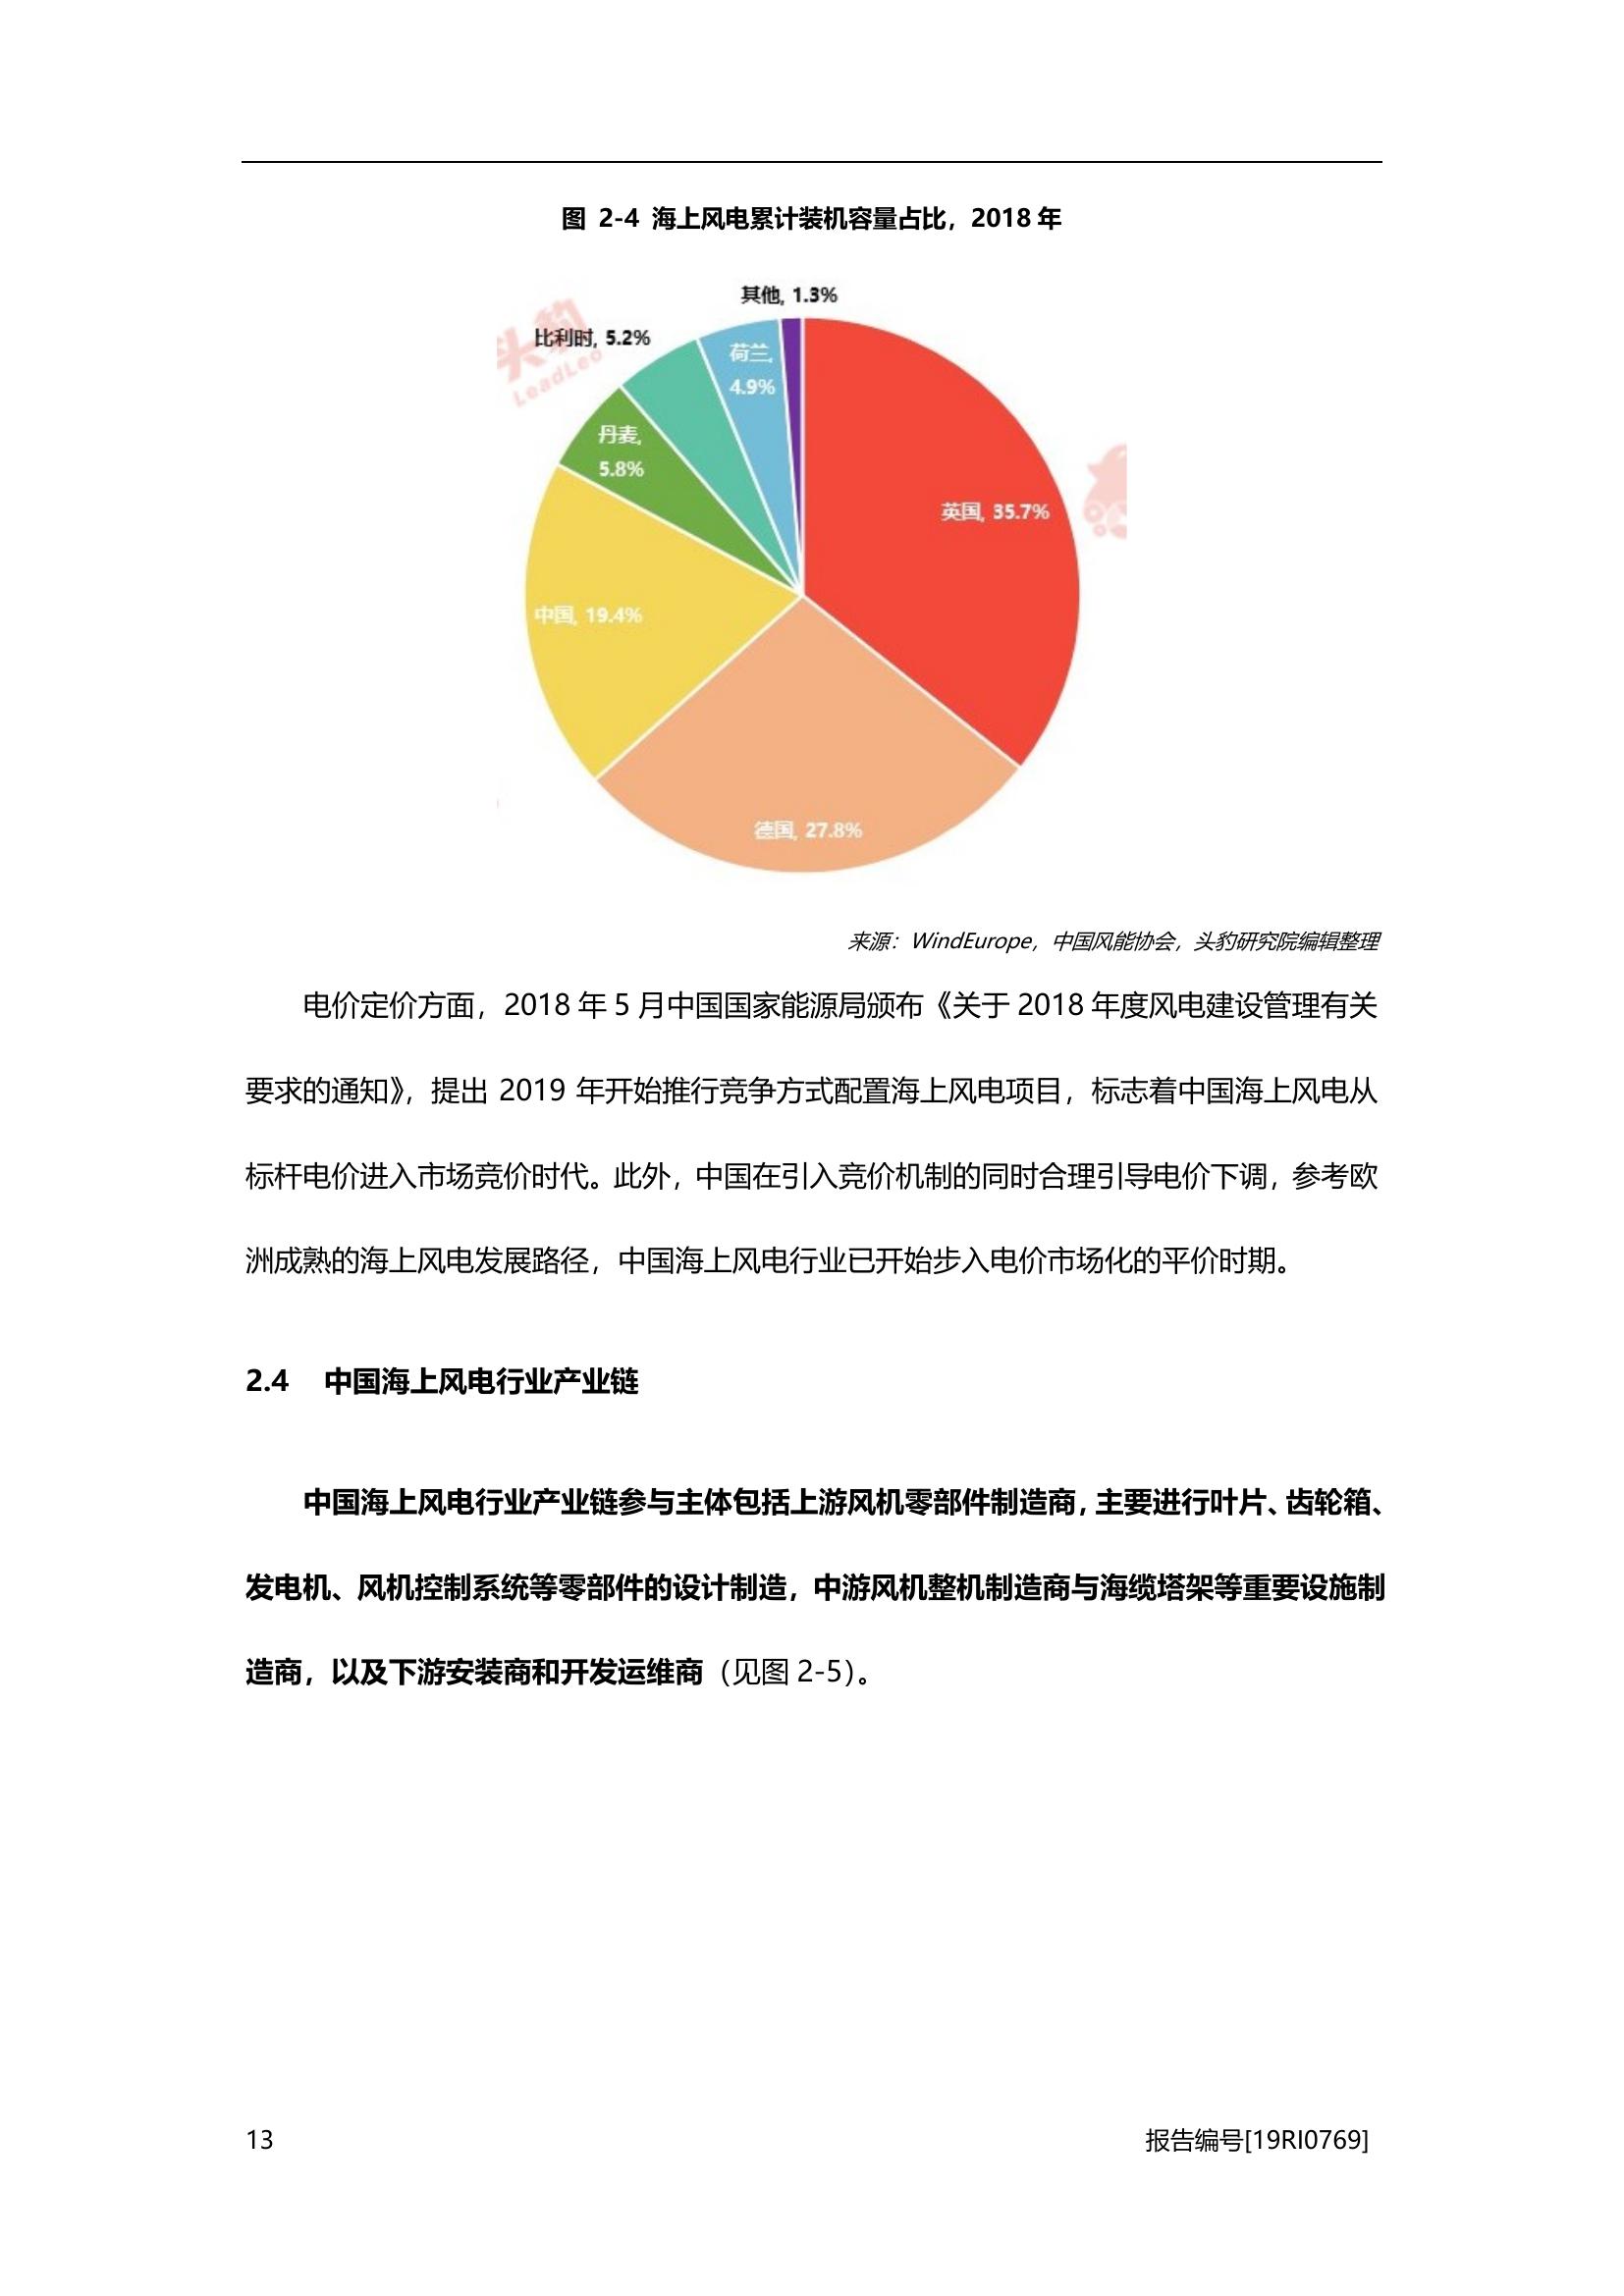 图 2-4 海上风电累计装机容量占比，2018 年
其他, 1.3%
头豹
LeadLeo
比利时, 5.2%
荷兰,
4.9%
丹麦,
5.8%
英国, 35.7%
中国, 19.4%
德国, 27.8%
来源：WindEurope，中国风能协会，头豹研究院编辑整理
电价定价方面，2018 年 5 月中国国家能源局颁布《关于 2018 年度风电建设管理有关
要求的通知》，提出 2019 年开始推行竞争方式配置海上风电项目，标志着中国海上风电从
标杆电价进入市场竞价时代。此外，中国在引入竞价机制的同时合理引导电价下调，参考欧
洲成熟的海上风电发展路径，中国海上风电行业已开始步入电价市场化的平价时期。
2.4 中国海上风电行业产业链
中国海上风电行业产业链参与主体包括上游风机零部件制造商，主要进行叶片、齿轮箱、
发电机、风机控制系统等零部件的设计制造，中游风机整机制造商与海缆塔架等重要设施制
造商，以及下游安装商和开发运维商（见图 2-5）。
13
报告编号[19RI0769]